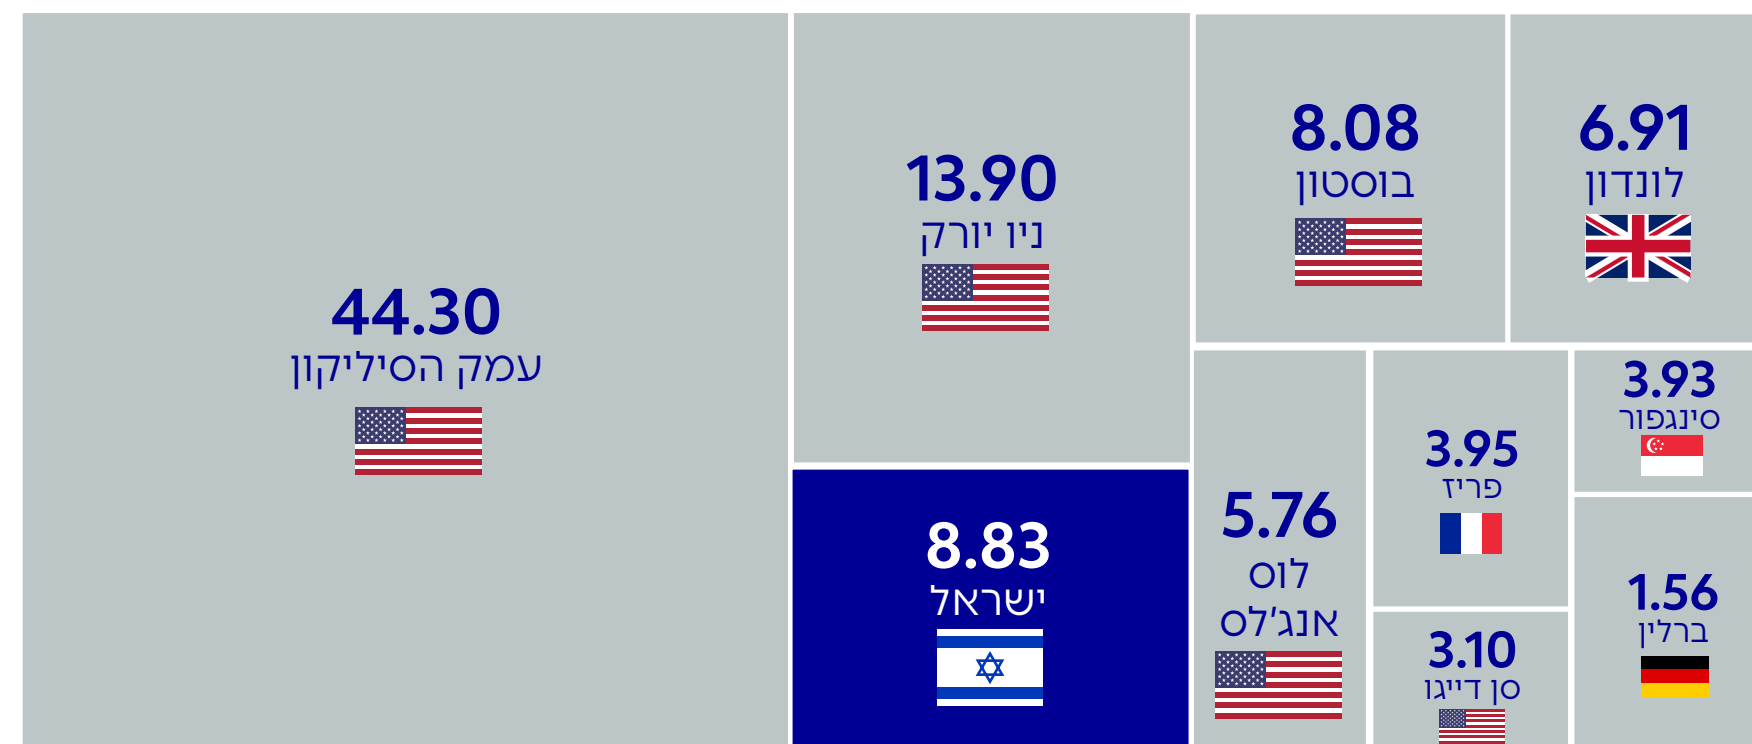 44.30
עמק הסיליקון
13.90
ניו יורק
8.83
ישראל
8.08
בוסטון
6.91
לונדון
5.76
לוס
אנג'לס
3.95
פריז
3.93
סינגפור
3.10
סן דייגו
1.56
ברלין